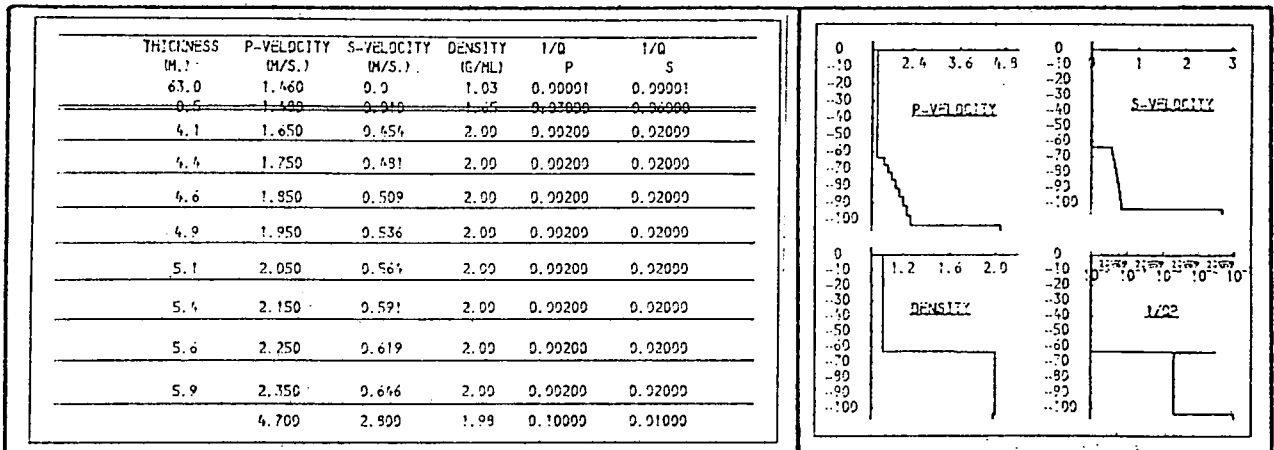 THICKNESS P-VELOCITY S-VELOCITY DENSITY 1/Q 1/Q
(M.) (M/S.) (M/S.) (G/ML) P S
63.0 1.460 0.0 1.03 0.00001 0.00001
0.5
4.1 1.650 0.454 2.00 0.00200 0.02000
4.4 1.750 0.481 2.00 0.00200 0.02000
4.6 1.850 0.509 2.00 0.00200 0.02000
4.9 1.950 0.536 2.00 0.00200 0.02000
5.1 2.050 0.564 2.00 0.00200 0.02000
5.4 2.150 0.591 2.00 0.00200 0.02000
5.6 2.250 0.619 2.00 0.00200 0.02000
5.9 2.350 0.646 2.00 0.00200 0.02000
4.700 2.800 1.98 0.10000 0.01000
0
-10 2.4 3.6 4.8
-20
-30
-40 P-VELOCITY
-50
-60
-70
-80
-90
-100
0
-10 1 2 3
-20
-30
-40 S-VELOCITY
-50
-60
-70
-80
-90
-100
0
-10 1.2 1.6 2.0
-20
-30
-40 DENSITY
-50
-60
-70
-80
-90
-100
0
-10
-20
-30
-40 1/QP
-50
-60
-70
-80
-90
-100